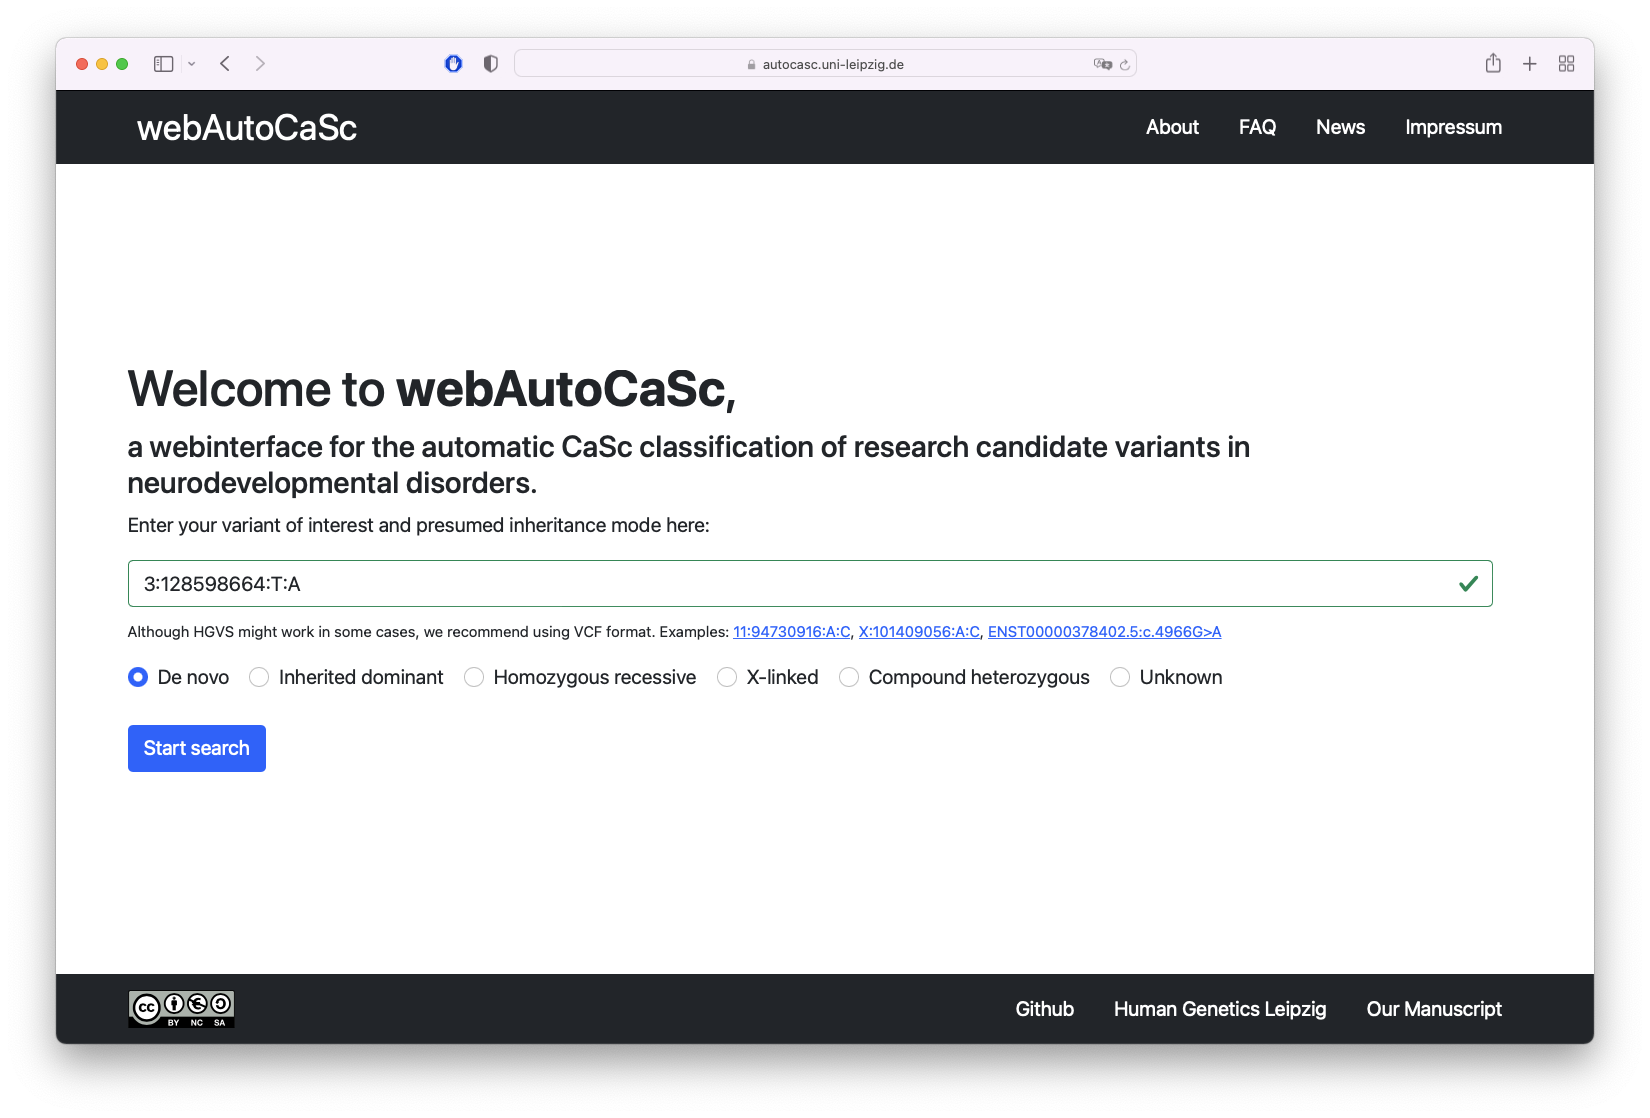 autocasc.uni-leipzig.de
webAutoCaSc
About FAQ News Impressum
Welcome to webAutoCaSc,
a webinterface for the automatic CaSc classification of research candidate variants in
neurodevelopmental disorders.
Enter your variant of interest and presumed inheritance mode here:
3:128598664:T:A
Although HGVS might work in some cases, we recommend using VCF format. Examples: 11:94730916:A:C, X:101409056:A:C, ENST00000378402.5:c.4966G>A
De novo Inherited dominant Homozygous recessive X-linked Compound heterozygous Unknown
Start search
cc BY NC SA
Github Human Genetics Leipzig Our Manuscript